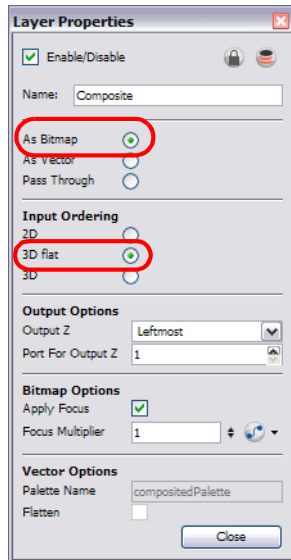 Layer Properties
Enable/Disable
Name: Composite
As Bitmap
As Vector
Pass Through
Input Ordering
2D
3D flat
3D
Output Options
Output Z Leftmost
Port For Output Z 1
Bitmap Options
Apply Focus
Focus Multiplier 1
Vector Options
Palette Name compositedPalette
Flatten
Close